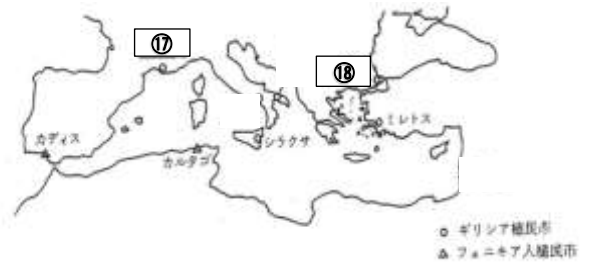 ⑰
⑱
カディス
カルタゴ
シラクサ
ミレトス
○ ギリシア植民市
△ フェニキア人植民市